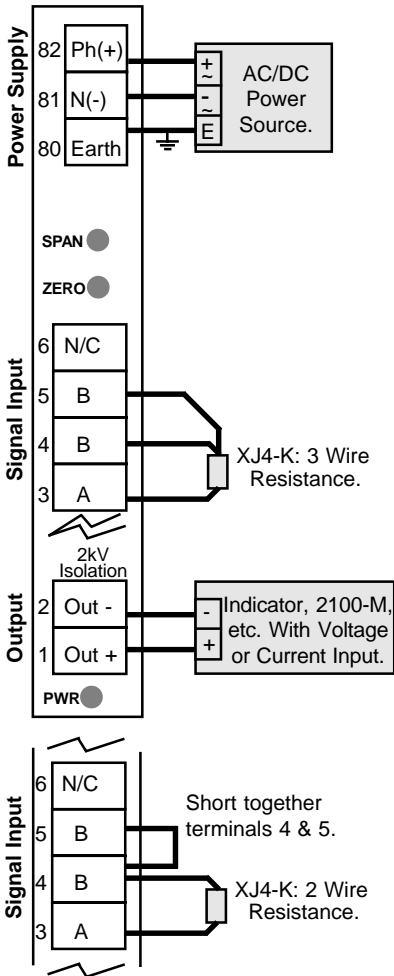 Power Supply
82 Ph(+)
81 N(-)
80 Earth
+
~
-
~
E
AC/DC
Power
Source.
SPAN
ZERO
Signal Input
6 N/C
5 B
4 B
3 A
XJ4-K: 3 Wire
Resistance.
2kV
Isolation
Output
2 Out -
1 Out +
-
+
Indicator, 2100-M,
etc. With Voltage
or Current Input.
PWR
Signal Input
6 N/C
5 B
4 B
3 A
Short together
terminals 4 & 5.
XJ4-K: 2 Wire
Resistance.